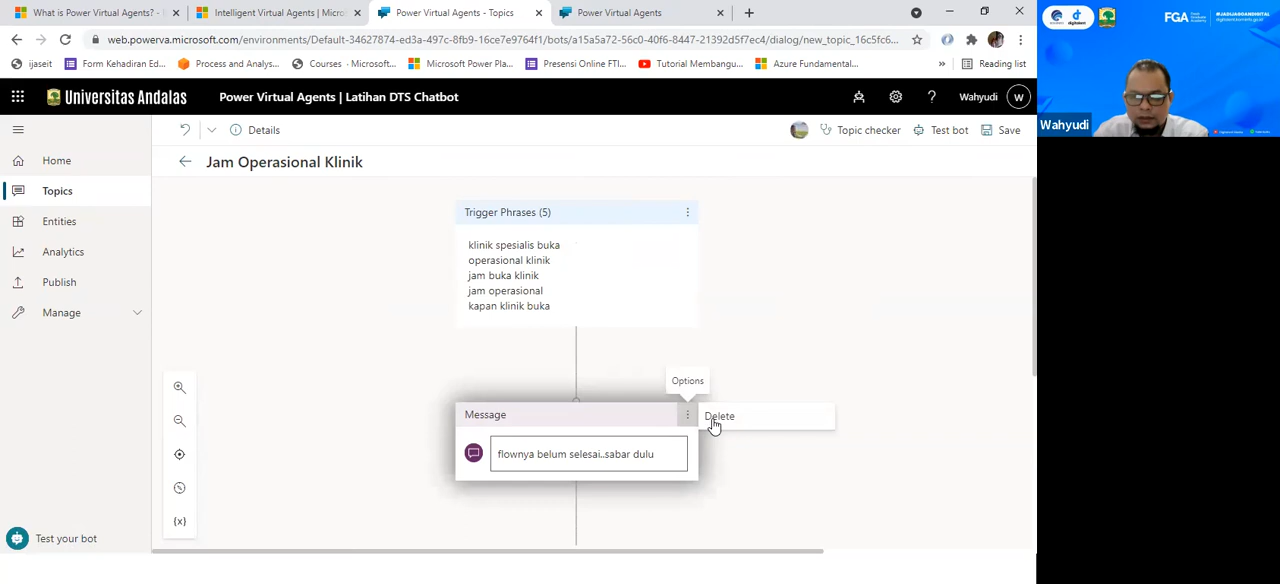 What is Power Virtual Agents? -
Intelligent Virtual Agents | Micr
Power Virtual Agents - Topics
Power Virtual Agents
web.powerva.microsoft.com/environments/Default-34627874-ed3a-497c-8fb9-16ce7e9764f1/bots/a15a5a72-56c0-40f6-8447-21392d5f7ec4/dialog/new_topic_16c5fc6...
ijaseit
Form Kehadiran Ed...
Process and Analys...
Courses · Microsoft...
Microsoft Power Pla...
Presensi Online FTI...
Tutorial Membangu...
Azure Fundamental...
»
Reading list
Universitas Andalas
Power Virtual Agents | Latihan DTS Chatbot
?
Wahyudi
W
Details
Topic checker
Test bot
Save
Jam Operasional Klinik
Home
Topics
Entities
Analytics
Publish
Manage
Trigger Phrases (5)
klinik spesialis buka
operasional klinik
jam buka klinik
jam operasional
kapan klinik buka
Options
Message
Delete
flownya belum selesai..sabar dulu
(x)
Test your bot
FGA
Wahyudi